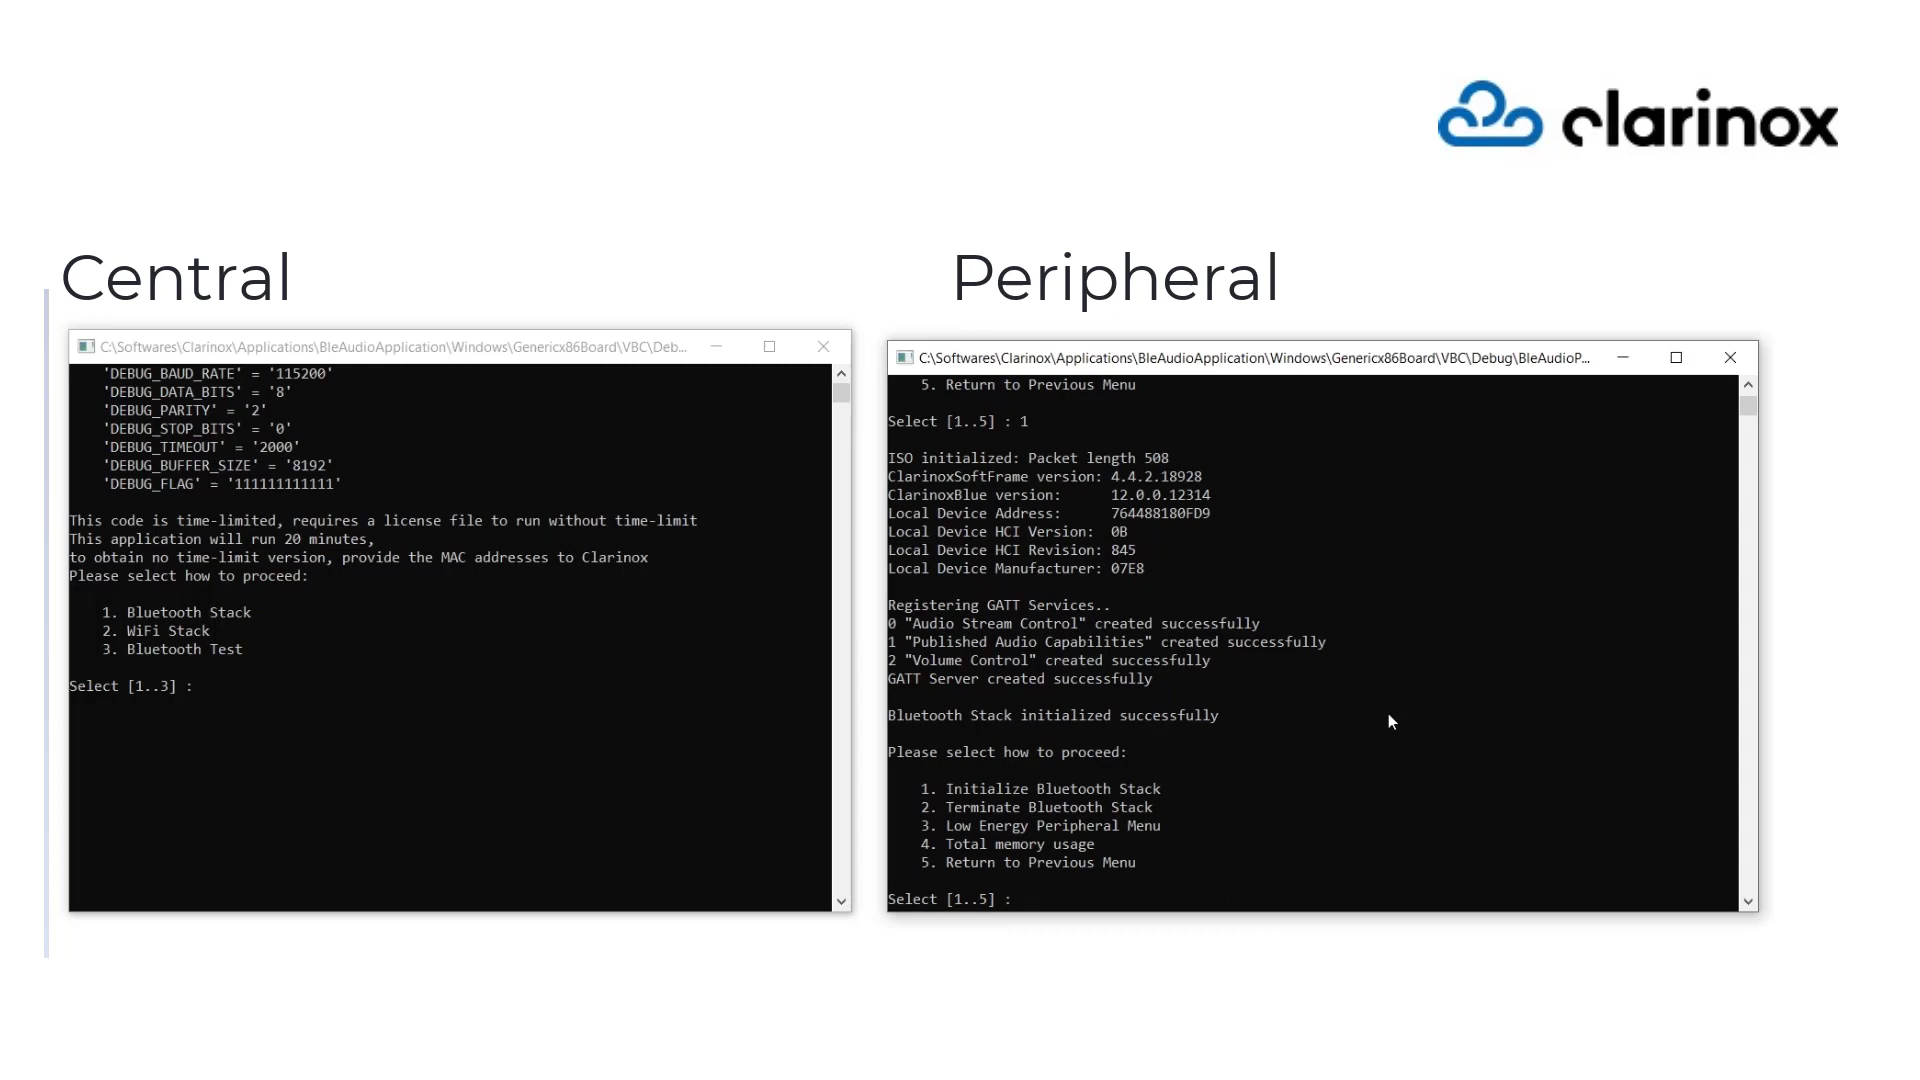 clarinox
Central
Peripheral
C:\Softwares\Clarinox\Applications\BleAudioApplication\Windows\Genericx86Board\VBC\Deb...
'DEBUG_BAUD_RATE' = '115200'
'DEBUG_DATA_BITS' = '8'
'DEBUG_PARITY' = '2'
'DEBUG_STOP_BITS' = '0'
'DEBUG_TIMEOUT' = '2000'
'DEBUG_BUFFER_SIZE' = '8192'
'DEBUG_FLAG' = '111111111111'
This code is time-limited, requires a license file to run without time-limit
This application will run 20 minutes,
to obtain no time-limit version, provide the MAC addresses to Clarinox
Please select how to proceed:
1. Bluetooth Stack
2. WiFi Stack
3. Bluetooth Test
Select [1..3] :
C:\Softwares\Clarinox\Applications\BleAudioApplication\Windows\Genericx86Board\VBC\Debug\BleAudioP...
5. Return to Previous Menu
Select [1..5] : 1
ISO initialized: Packet length 508
ClarinoxSoftFrame version: 4.4.2.18928
ClarinoxBlue version: 12.0.0.12314
Local Device Address: 764488180FD9
Local Device HCI Version: 0B
Local Device HCI Revision: 845
Local Device Manufacturer: 07E8
Registering GATT Services..
0 "Audio Stream Control" created successfully
1 "Published Audio Capabilities" created successfully
2 "Volume Control" created successfully
GATT Server created successfully
Bluetooth Stack initialized successfully
Please select how to proceed:
1. Initialize Bluetooth Stack
2. Terminate Bluetooth Stack
3. Low Energy Peripheral Menu
4. Total memory usage
5. Return to Previous Menu
Select [1..5] :